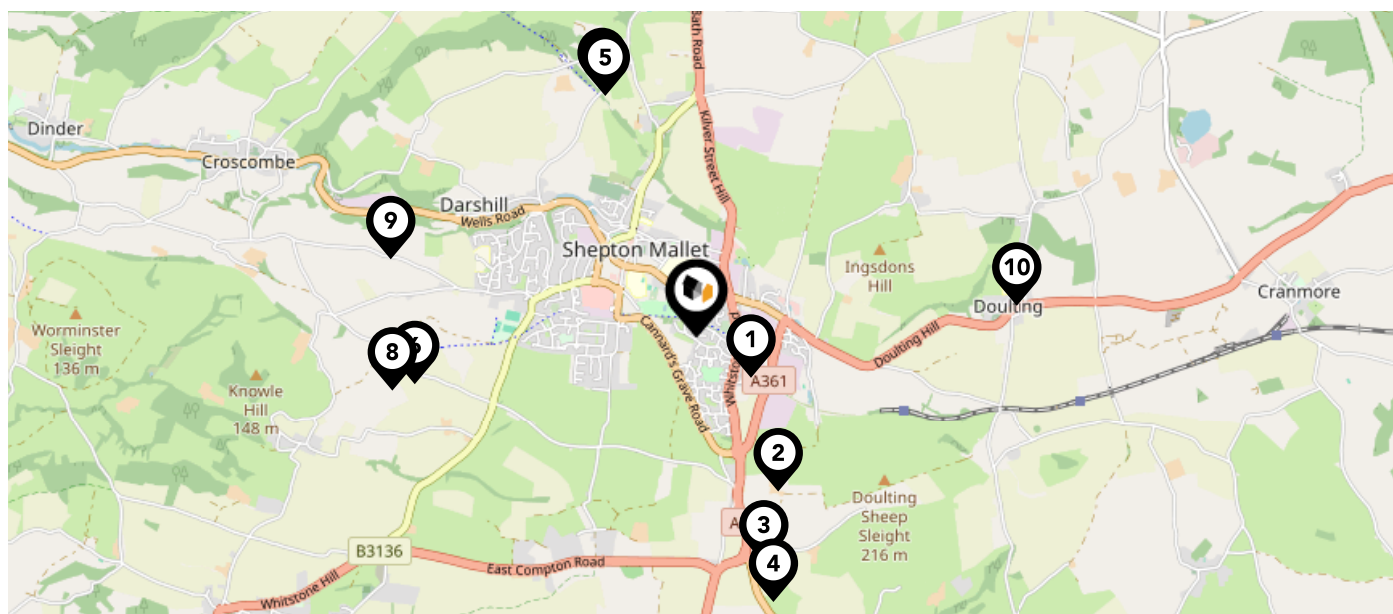 Bath Road
5
Kilver Street Hill
Dinder
Croscombe
Darshill
Wells Road
9
Shepton Mallet
Ingsdons
Hill
10
Doulting
Cranmore
Worminster
Sleight
136 m
8
6
1
A361
Doulting Hill
Cannard's Grave Road
Knowle
Hill
148 m
2
Doulting
Sheep
Sleight
216 m
A
3
4
B3136
East Compton Road
Whitstone Hill